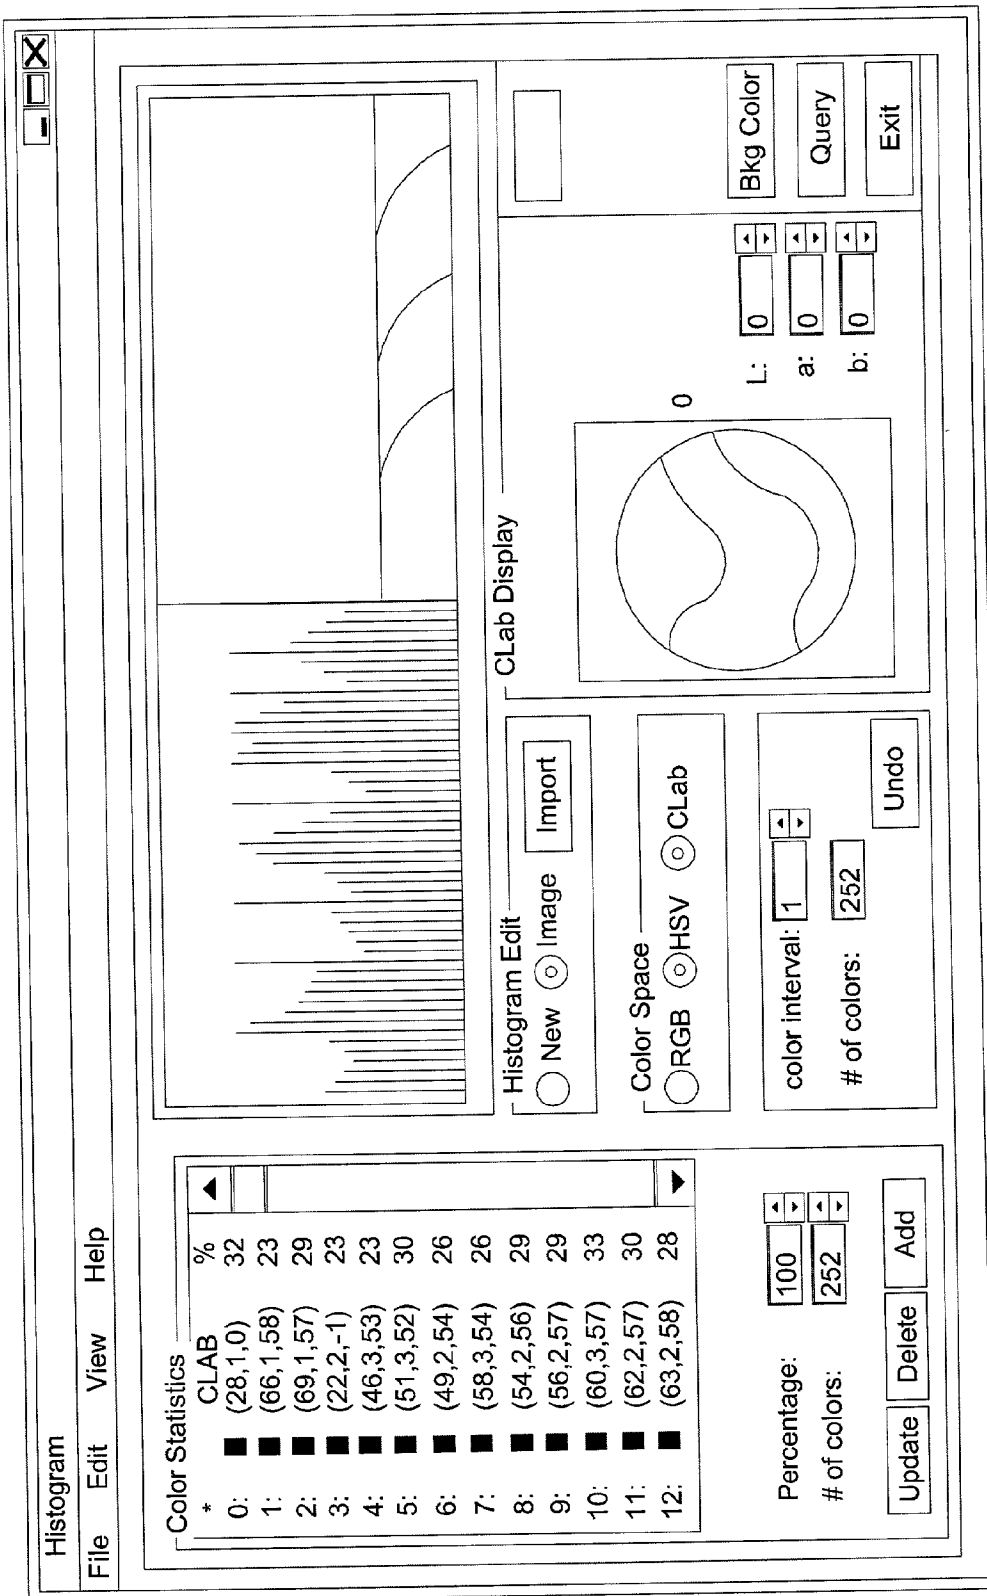 Histogram
File Edit View Help
Color Statistics
* CLAB %
0: (28,1,0) 32
1: (66,1,58) 23
2: (69,1,57) 29
3: (22,2,-1) 23
4: (46,3,53) 23
5: (51,3,52) 30
6: (49,2,54) 26
7: (58,3,54) 26
8: (54,2,56) 29
9: (56,2,57) 29
10: (60,3,57) 33
11: (62,2,57) 30
12: (63,2,58) 28
Percentage: 100
# of colors: 252
Update Delete Add
Histogram Edit
New Image Import
Color Space
RGB HSV CLab
color interval: 1
# of colors: 252
Undo
CLab Display
0
L: 0
a: 0
b: 0
Bkg Color
Query
Exit